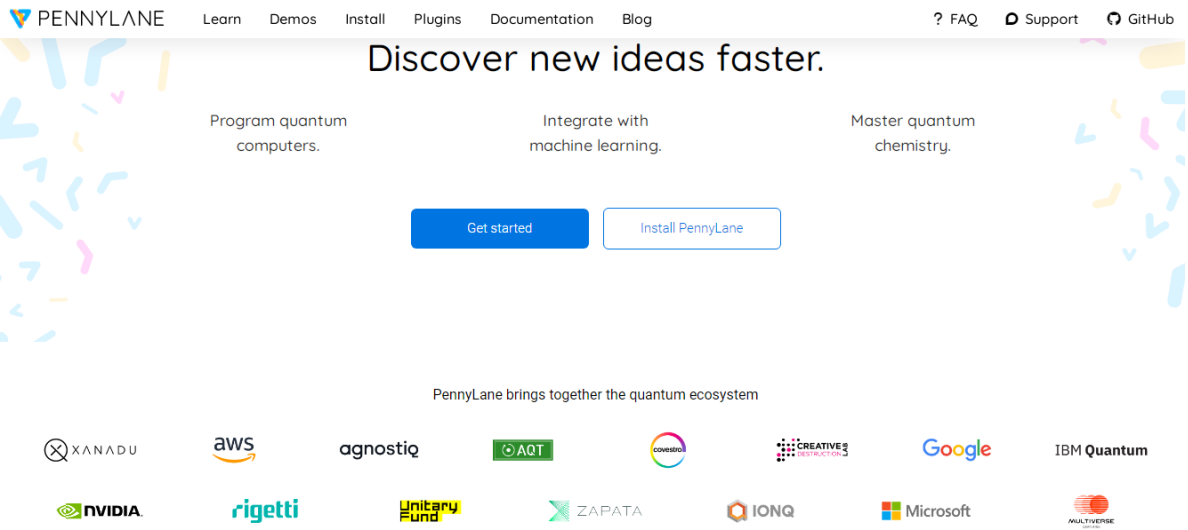 PENNYLANE Learn Demos Install Plugins Documentation Blog ? FAQ Support GitHub
Discover new ideas faster.
Program quantum
computers.
Integrate with
machine learning.
Master quantum
chemistry.
Get started Install PennyLane
PennyLane brings together the quantum ecosystem
XANADU aws agnostiq AQT covestro CREATIVE DESTRUCTION LAB Google IBM Quantum
NVIDIA. rigetti Unitary Fund ZAPATA IONQ Microsoft MULTIVERSE